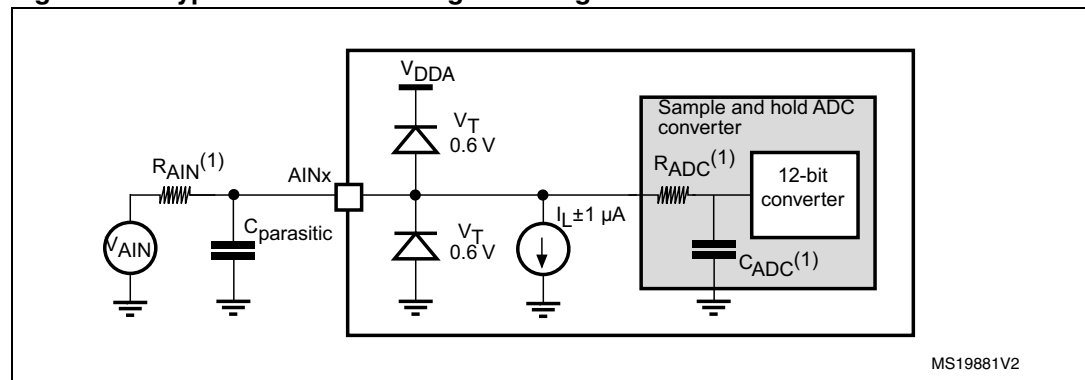 V_DDA
V_T
0.6 V
Sample and hold ADC
converter
R_AIN^(1)
AINx
R_ADC^(1)
12-bit
converter
V_AIN
C_parasitic
V_T
0.6 V
I_L±1 µA
C_ADC^(1)
MS19881V2